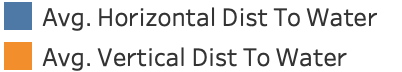 Avg. Horizontal Dist To Water
Avg. Vertical Dist To Water